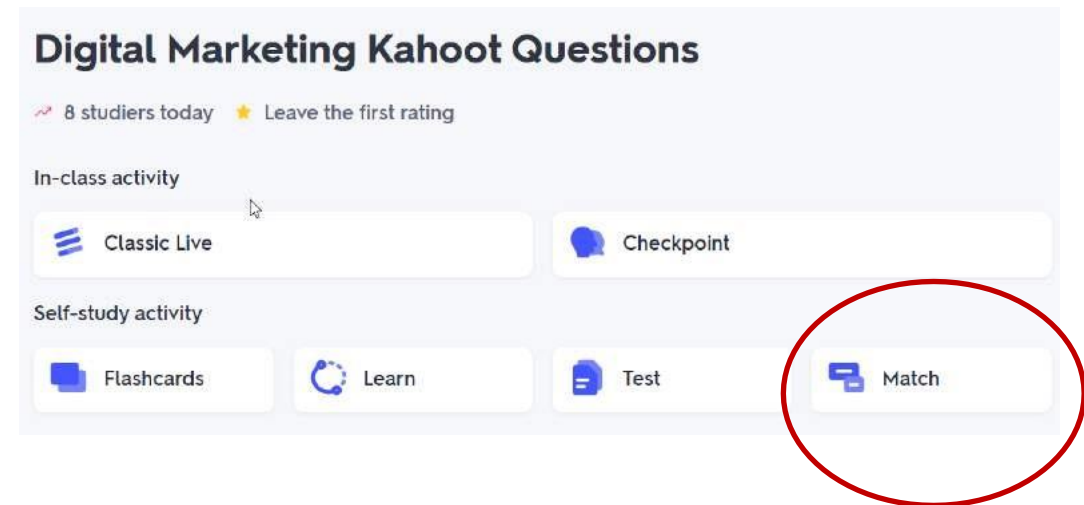 Digital Marketing Kahoot Questions
8 studiers today Leave the first rating
In-class activity
Classic Live Checkpoint
Self-study activity
Flashcards Learn Test Match